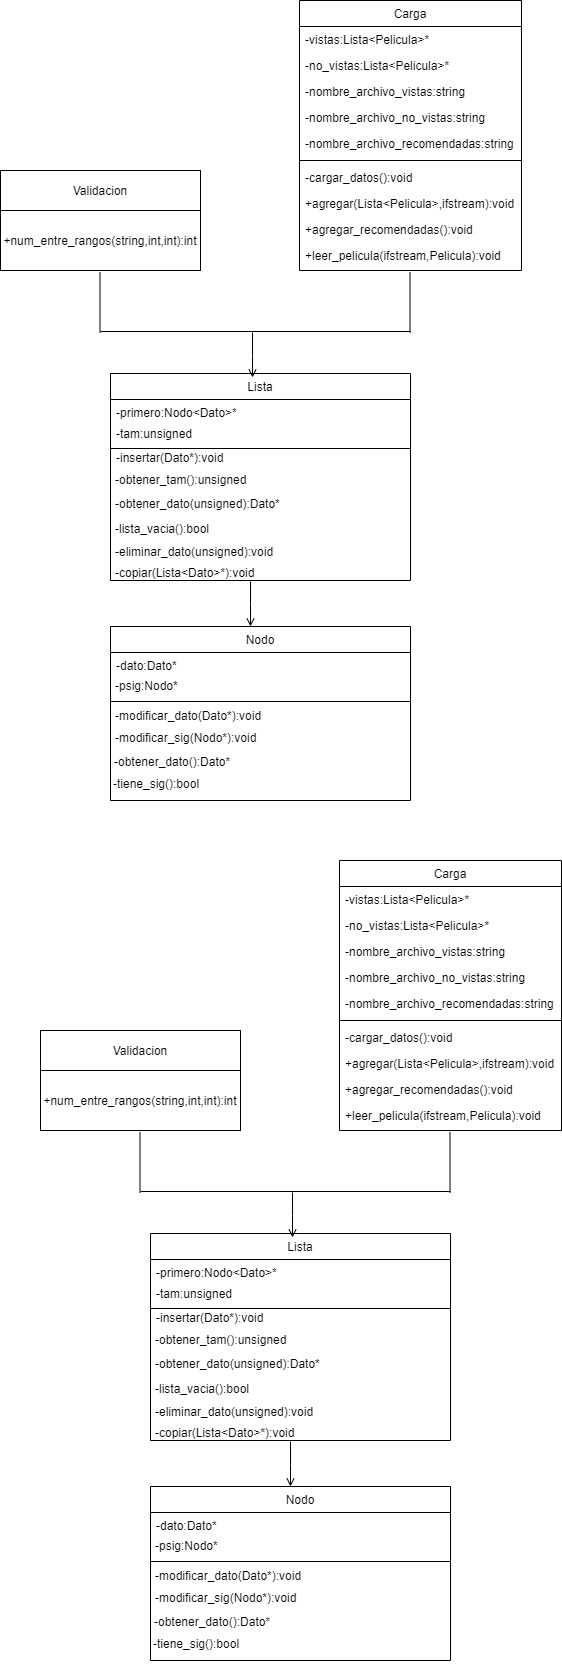 Carga
-vistas:Lista<Pelicula>*
-no_vistas:Lista<Pelicula>*
-nombre_archivo_vistas:string
-nombre_archivo_no_vistas:string
-nombre_archivo_recomendadas:string
-cargar_datos():void
+agregar(Lista<Pelicula>,ifstream):void
+agregar_recomendadas():void
+leer_pelicula(ifstream,Pelicula):void
Validacion
+num_entre_rangos(string,int,int):int
Lista
-primero:Nodo<Dato>*
-tam:unsigned
-insertar(Dato*):void
-obtener_tam():unsigned
-obtener_dato(unsigned):Dato*
-lista_vacia():bool
-eliminar_dato(unsigned):void
-copiar(Lista<Dato>*):void
Nodo
-dato:Dato*
-psig:Nodo*
-modificar_dato(Dato*):void
-modificar_sig(Nodo*):void
-obtener_dato():Dato*
-tiene_sig():bool
Carga
-vistas:Lista<Pelicula>*
-no_vistas:Lista<Pelicula>*
-nombre_archivo_vistas:string
-nombre_archivo_no_vistas:string
-nombre_archivo_recomendadas:string
-cargar_datos():void
+agregar(Lista<Pelicula>,ifstream):void
+agregar_recomendadas():void
+leer_pelicula(ifstream,Pelicula):void
Validacion
+num_entre_rangos(string,int,int):int
Lista
-primero:Nodo<Dato>*
-tam:unsigned
-insertar(Dato*):void
-obtener_tam():unsigned
-obtener_dato(unsigned):Dato*
-lista_vacia():bool
-eliminar_dato(unsigned):void
-copiar(Lista<Dato>*):void
Nodo
-dato:Dato*
-psig:Nodo*
-modificar_dato(Dato*):void
-modificar_sig(Nodo*):void
-obtener_dato():Dato*
-tiene_sig():bool